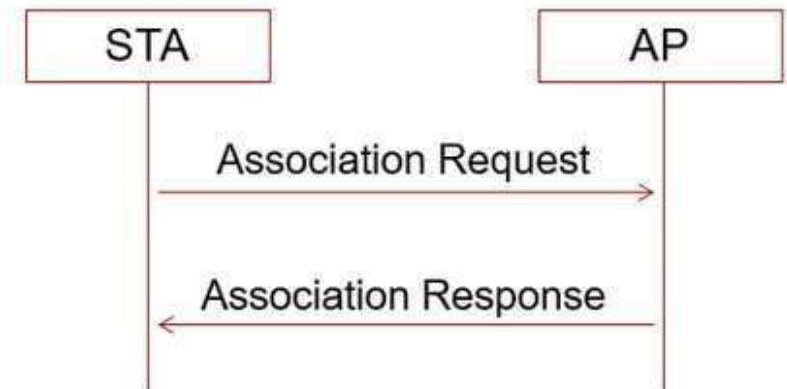 STA
AP
Association Request
Association Response